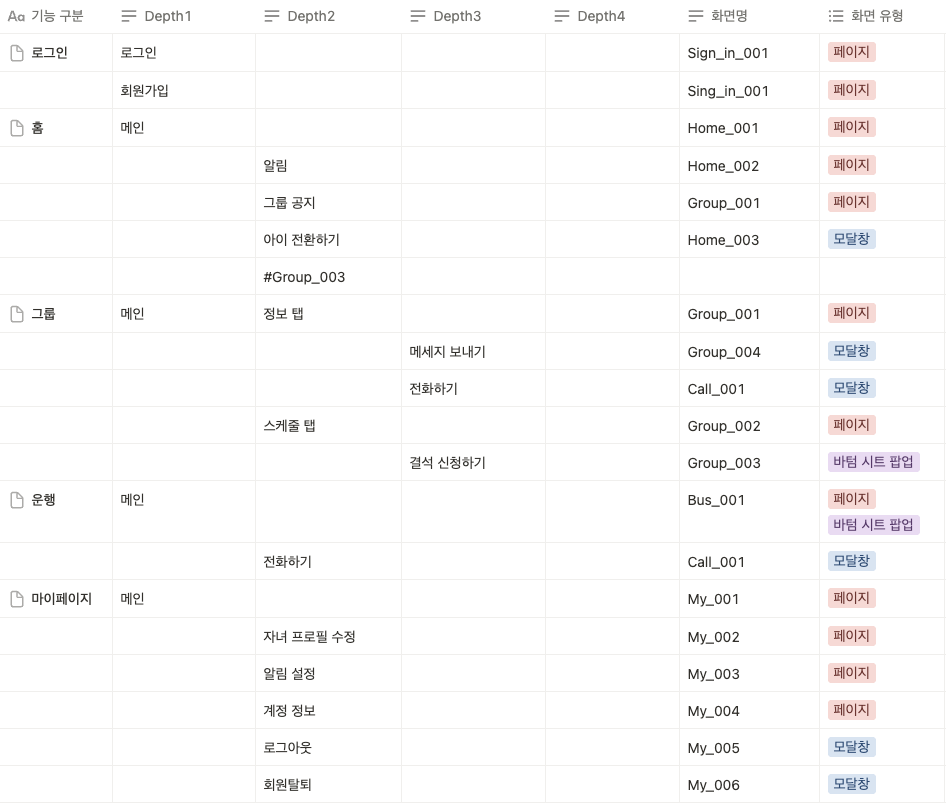 Aa 기능 구분 Depth1 Depth2 Depth3 Depth4 화면명 화면 유형
로그인 로그인 Sign_in_001 페이지
회원가입 Sing_in_001 페이지
홈 메인 Home_001 페이지
알림 Home_002 페이지
그룹 공지 Group_001 페이지
아이 전환하기 Home_003 모달창
#Group_003
그룹 메인 정보 탭 Group_001 페이지
메세지 보내기 Group_004 모달창
전화하기 Call_001 모달창
스케줄 탭 Group_002 페이지
결석 신청하기 Group_003 바텀 시트 팝업
운행 메인 Bus_001 페이지
바텀 시트 팝업
전화하기 Call_001 모달창
마이페이지 메인 My_001 페이지
자녀 프로필 수정 My_002 페이지
알림 설정 My_003 페이지
계정 정보 My_004 페이지
로그아웃 My_005 모달창
회원탈퇴 My_006 모달창